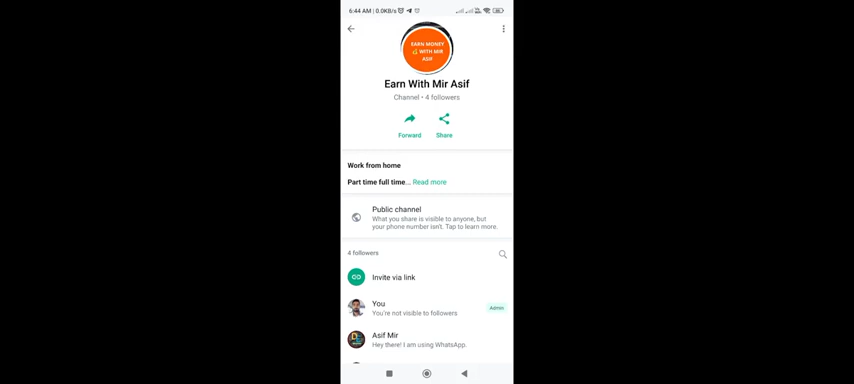 6:44 AM | 0.0KB/s
EARN MONEY
💰 WITH MIR
ASIF
Earn With Mir Asif
Channel • 4 followers
Forward
Share
Work from home
Part time full time... Read more
Public channel
What you share is visible to anyone, but
your phone number isn't. Tap to learn more.
4 followers
Invite via link
You
You're not visible to followers
Admin
Asif Mir
Hey there! I am using WhatsApp.